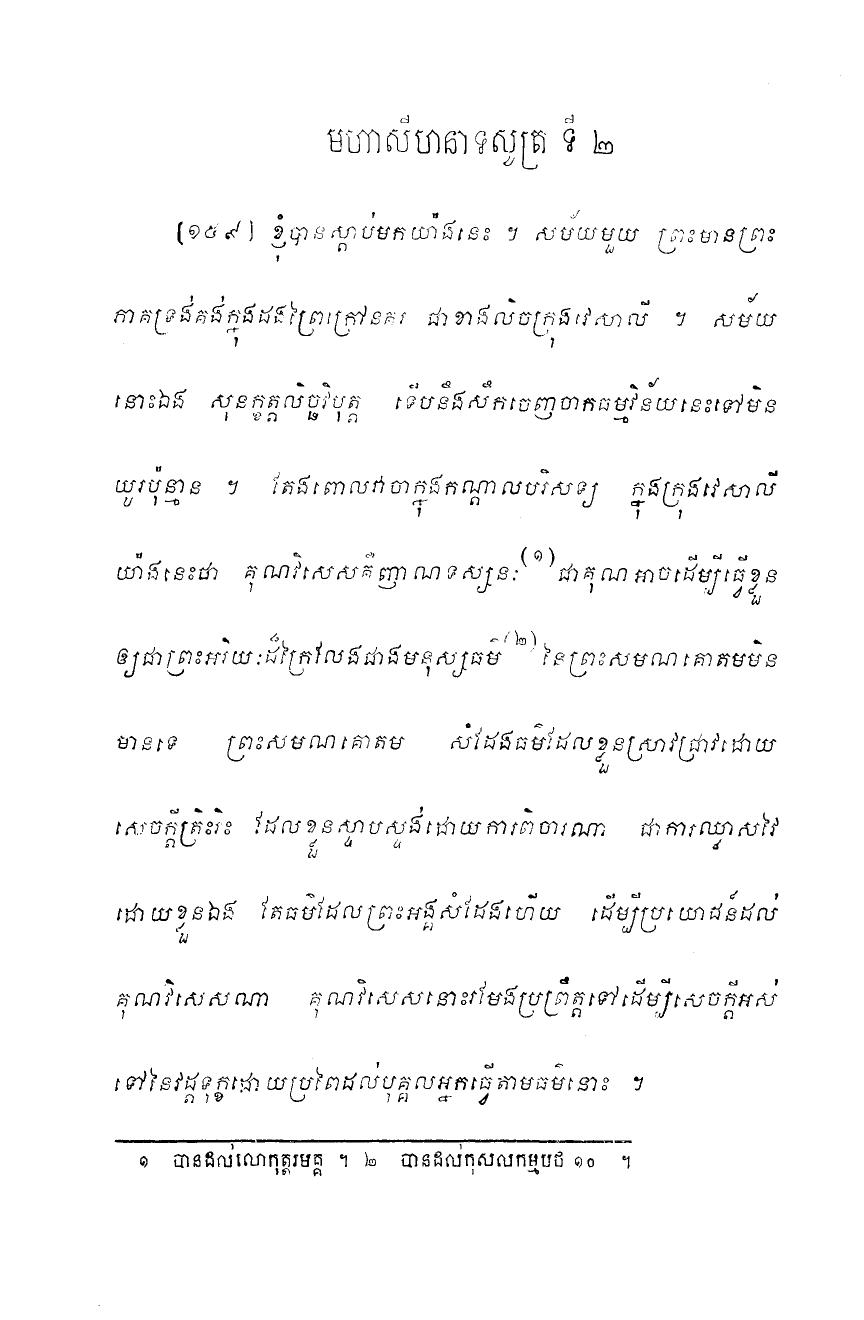 មហាសីហនាទសូត្រ ទី ២
(១៥៩) ខ្ញុំបានស្តាប់មកយ៉ាងនេះ ។ សម័យមួយ ព្រះមានព្រះ
ភាគទ្រង់គង់ក្នុងដងព្រៃក្រៅនគរ ជាខាងលិចក្រុងវេសាលី ។ សម័យ
នោះឯង សុនក្ខត្តលិច្ឆវិបុត្ត ទើបនឹងសឹកចេញចាកធម្មវិន័យនេះទៅមិន
យូរប៉ុន្មាន ។ តែងពោលវាចាក្នុងកណ្តាលបរិសទ្យ ក្នុងក្រុងវេសាលី
យ៉ាងនេះថា គុណវិសេសគឺញាណទស្សនៈ(១)ជាគុណអាចដើម្បីធ្វើខ្លួន
ឲ្យជាព្រះអរិយៈដ៏ក្រៃលែងជាងមនុស្សធម៌(២) នៃព្រះសមណគោតមមិន
មានទេ ព្រះសមណគោតម សំដែងធម៌ដែលខ្លួនស្រាវជ្រាវដោយ
សេចក្តីត្រិះរិះ ដែលខ្លួនស្ទាបស្ទង់ដោយការពិចារណា ជាការឈ្លាសវៃ
ដោយខ្លួនឯង តែធម៌ដែលព្រះអង្គសំដែងហើយ ដើម្បីប្រយោជន៍ដល់
គុណវិសេសណា គុណវិសេសនោះរមែងប្រព្រឹត្តទៅដើម្បីសេចក្តីអស់
ទៅនៃវដ្តទុក្ខដោយប្រពៃដល់បុគ្គលអ្នកធ្វើតាមធម៌នោះ ។
១ បានដល់លោកុត្តរមគ្គ ។ ២ បានដល់កុសលកម្មបថ ១០ ។